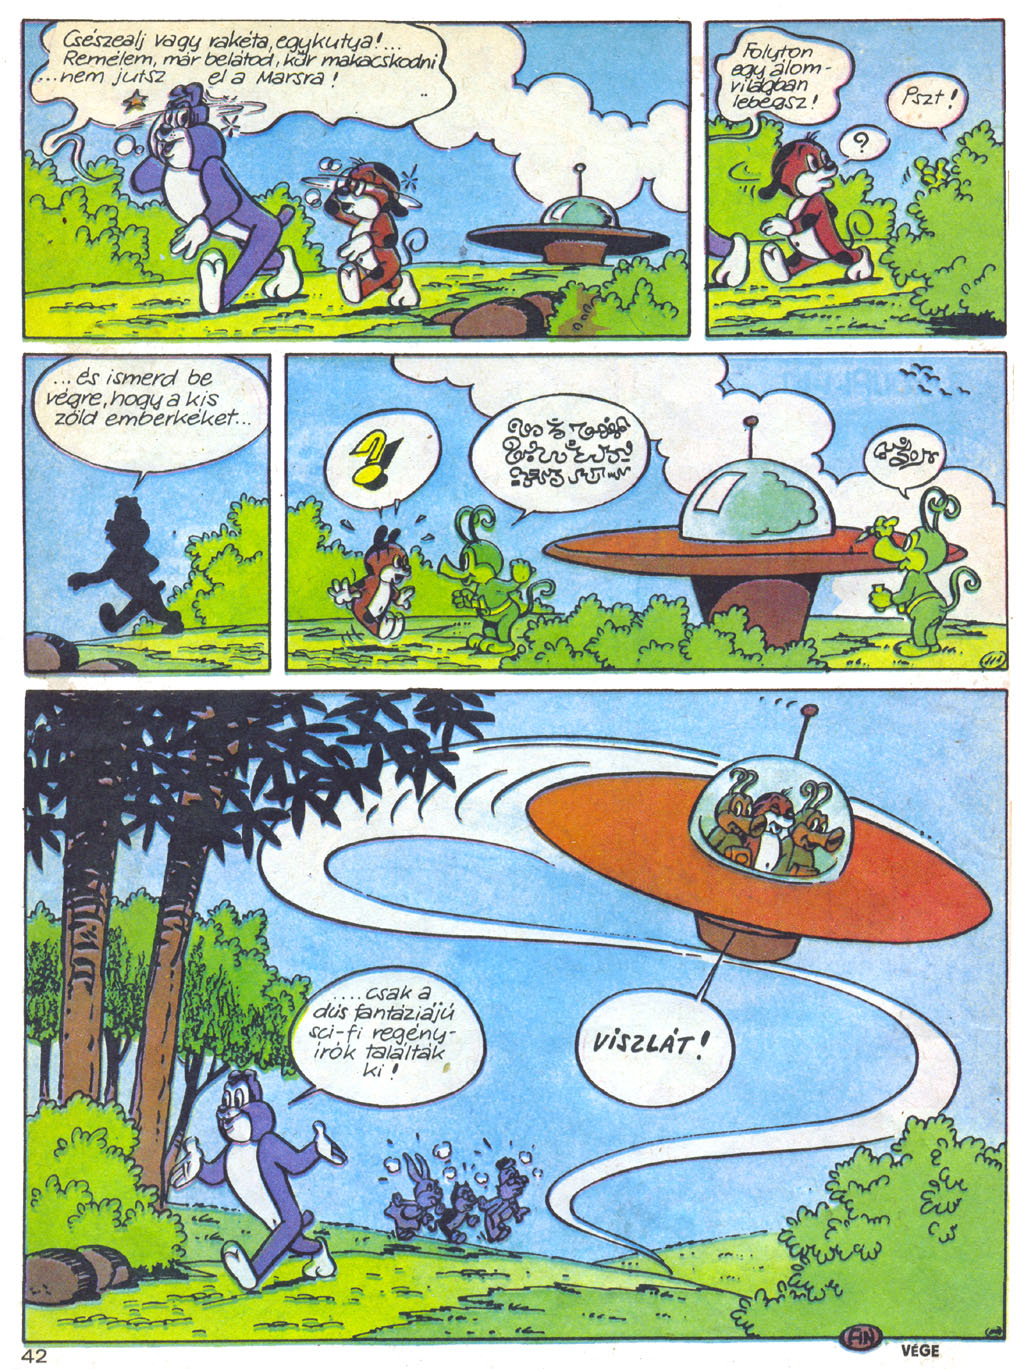 Csészealj vagy rakéta, egykutya!...
Remélem, már belátod, kár makacskodni
...nem jutsz el a Marsra!
Folyton
egy álom-
világban
lebegsz!
?
Pszt!
...és ismerd be
végre, hogy a kis
zöld emberkéket...
?
.....csak a
dús fantáziájú
sci-fi regény-
írók találták
ki!
VISZLÁT!
42
VÉGE